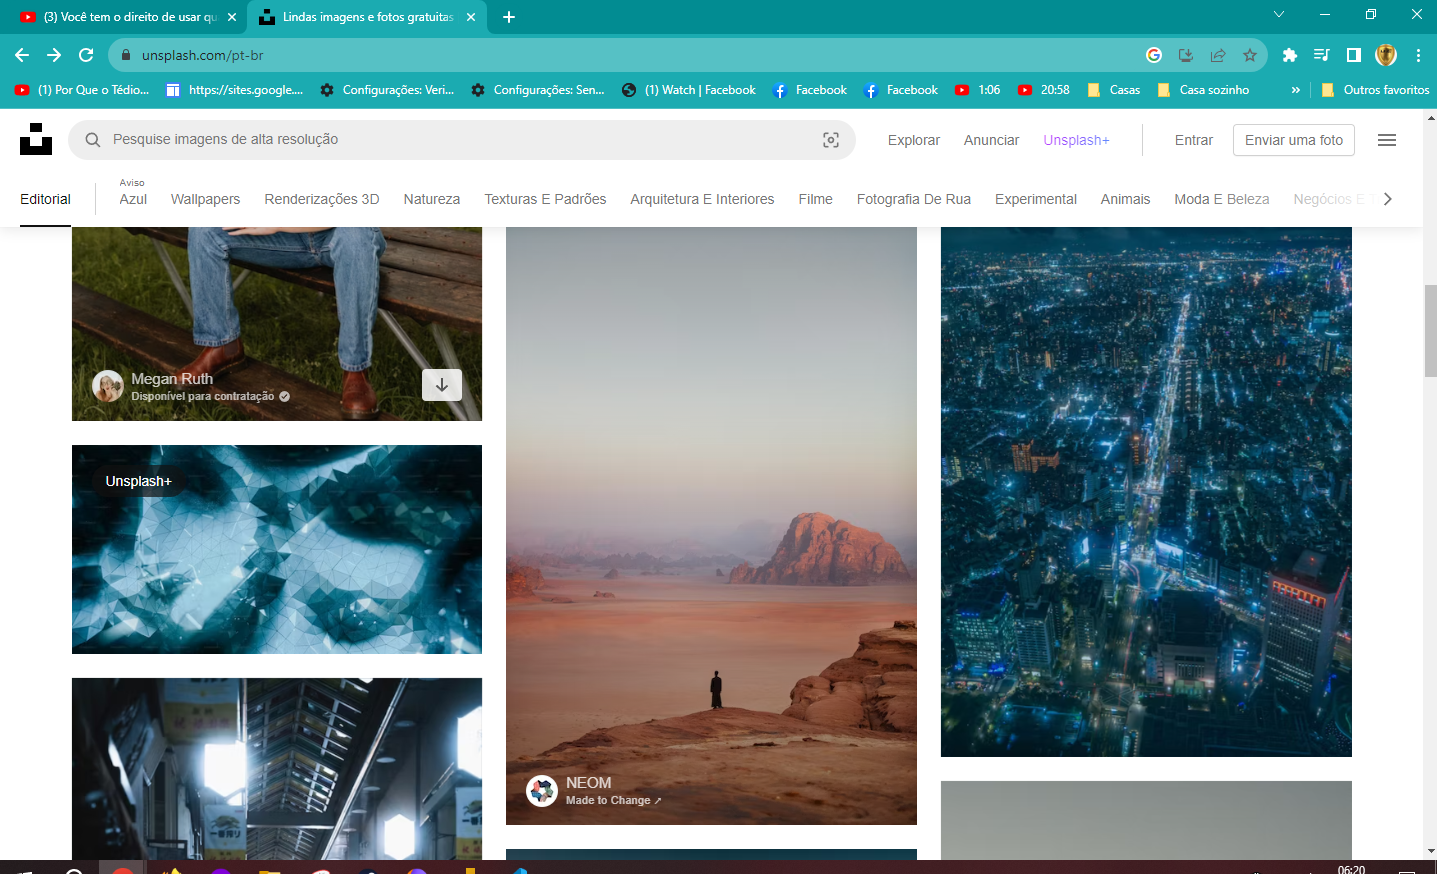 (3) Você tem o direito de usar qu
Lindas imagens e fotos gratuitas
unsplash.com/pt-br
(1) Por Que o Tédio...
https://sites.google....
Configurações: Veri...
Configurações: Sen...
(1) Watch | Facebook
Facebook
Facebook
1:06
20:58
Casas
Casa sozinho
»
Outros favoritos
Pesquise imagens de alta resolução
Explorar
Anunciar
Unsplash+
Entrar
Enviar uma foto
Editorial
Aviso
Azul
Wallpapers
Renderizações 3D
Natureza
Texturas E Padrões
Arquitetura E Interiores
Filme
Fotografia De Rua
Experimental
Animais
Moda E Beleza
Negócios E T
Megan Ruth
Disponível para contratação
Unsplash+
NEOM
Made to Change ↗
06:20